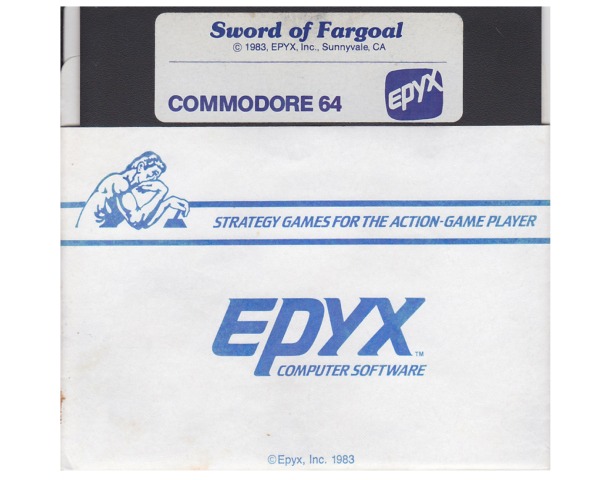 Sword of Fargoal
© 1983, EPYX, Inc., Sunnyvale, CA
COMMODORE 64
EPYX
STRATEGY GAMES FOR THE ACTION-GAME PLAYER
EPYX™
COMPUTER SOFTWARE
©Epyx, Inc. 1983